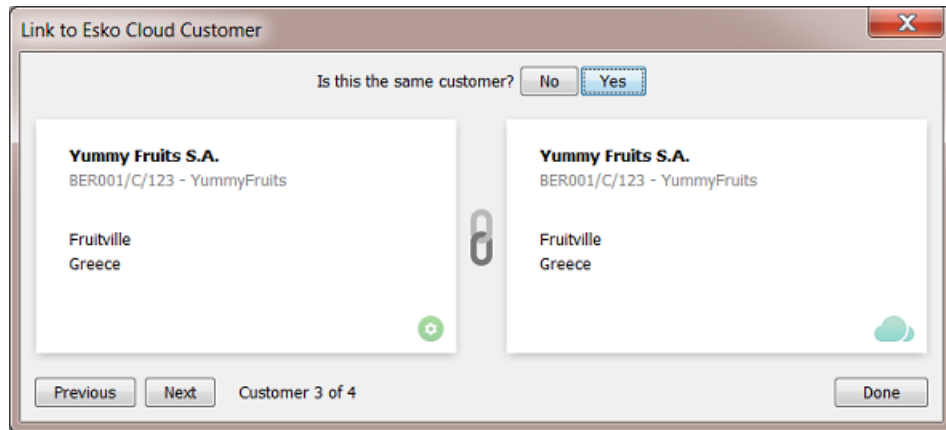 Link to Esko Cloud Customer
Is this the same customer? No Yes
Yummy Fruits S.A.
BER001/C/123 - YummyFruits
Fruitville
Greece
Yummy Fruits S.A.
BER001/C/123 - YummyFruits
Fruitville
Greece
Previous Next Customer 3 of 4 Done